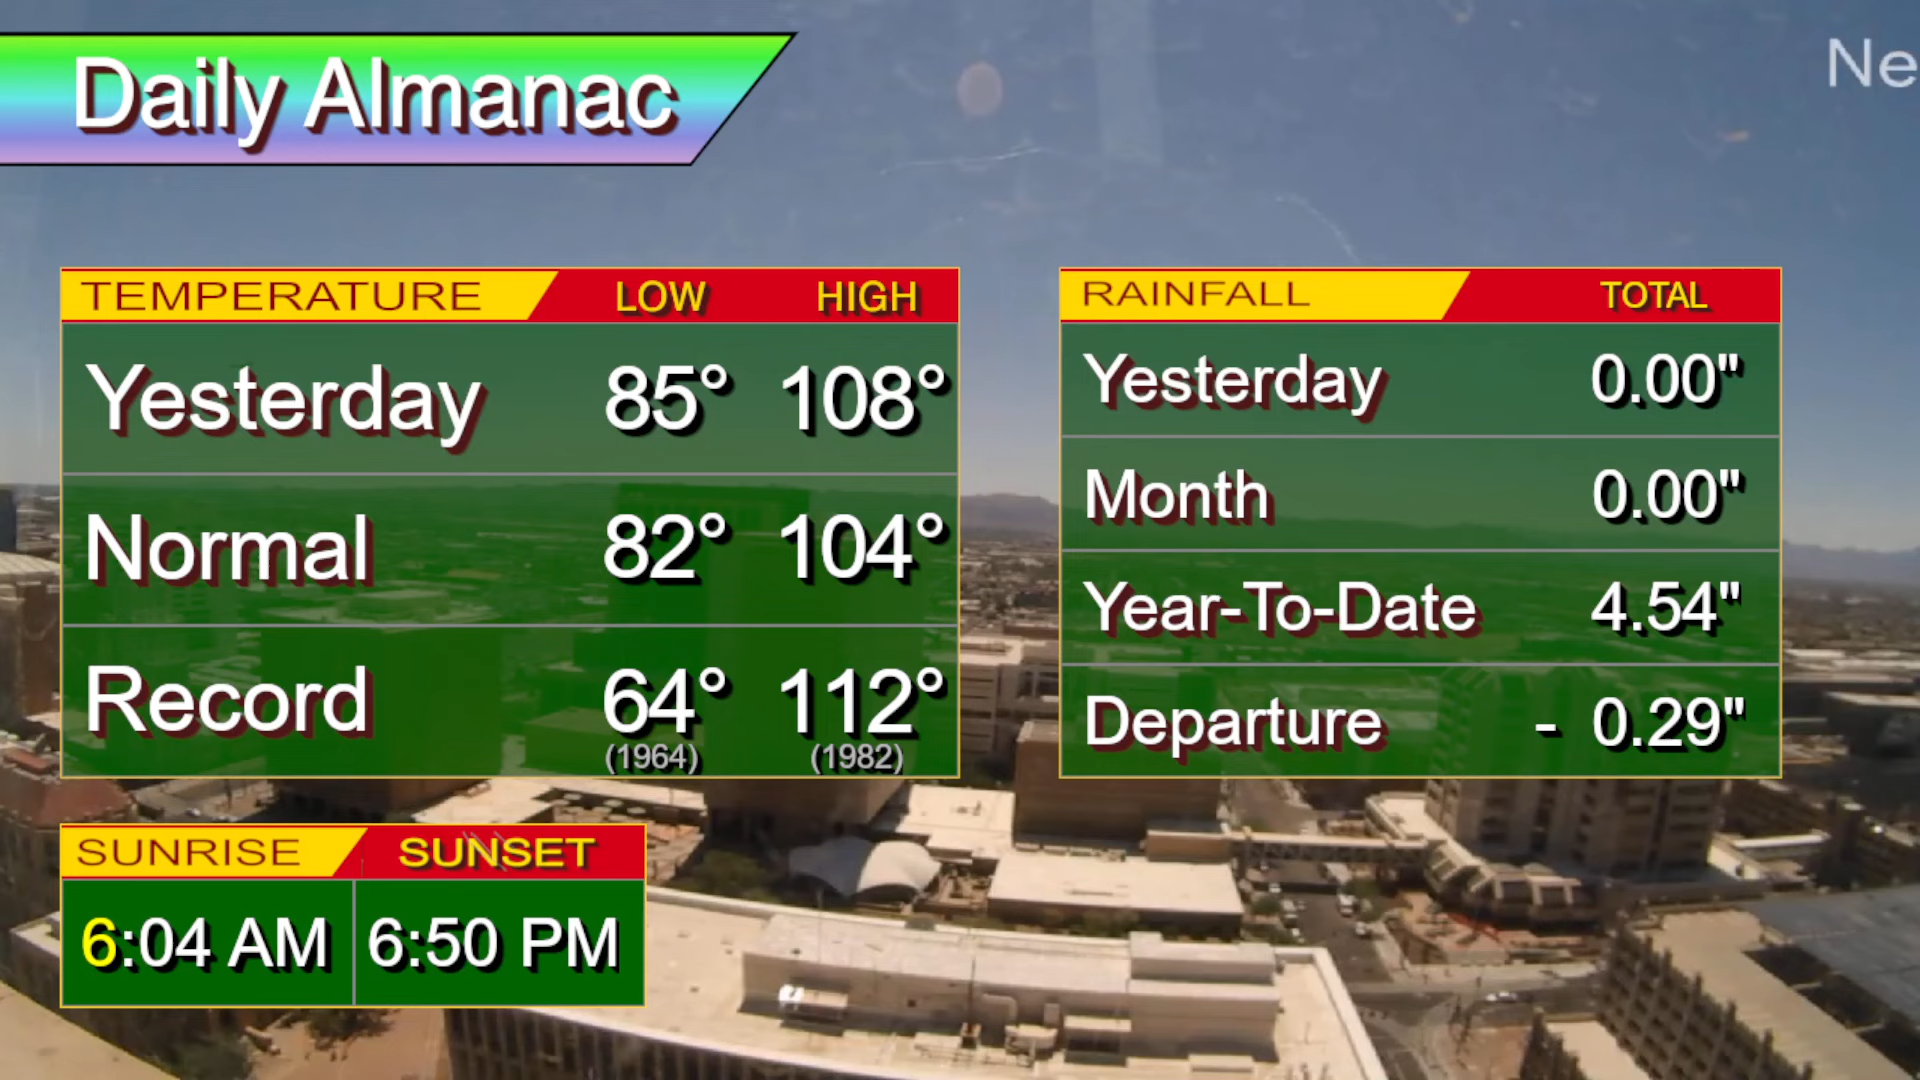 Daily Almanac
Ne
TEMPERATURE LOW HIGH
Yesterday 85° 108°
Normal 82° 104°
Record 64° 112°
(1964) (1982)
RAINFALL TOTAL
Yesterday 0.00"
Month 0.00"
Year-To-Date 4.54"
Departure - 0.29"
SUNRISE SUNSET
6:04 AM 6:50 PM